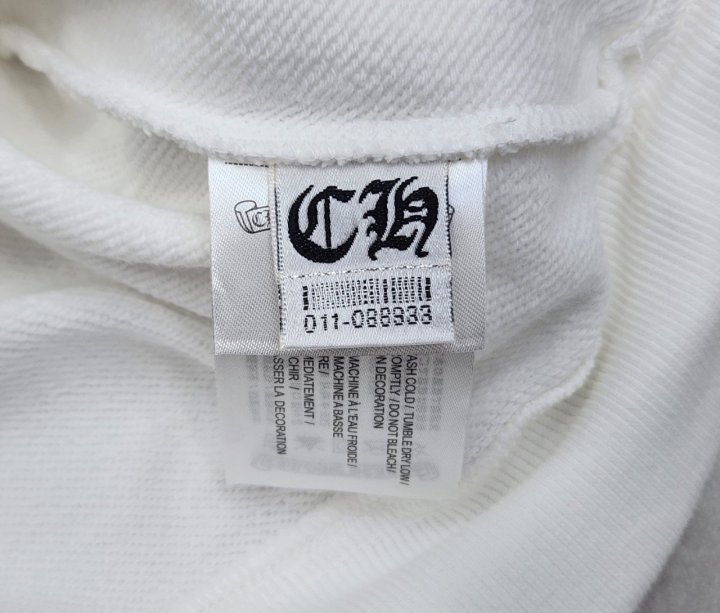 CH
011-088933
ASH COLD / TUMBLE DRY LOW /
OMPTLY / DO NOT BLEACH /
N DECORATION
MACHINE À L'EAU FROIDE /
MACHINE A BASSE
RE /
MEDIATEMENT /
CHIR /
SSER LA DECORATION